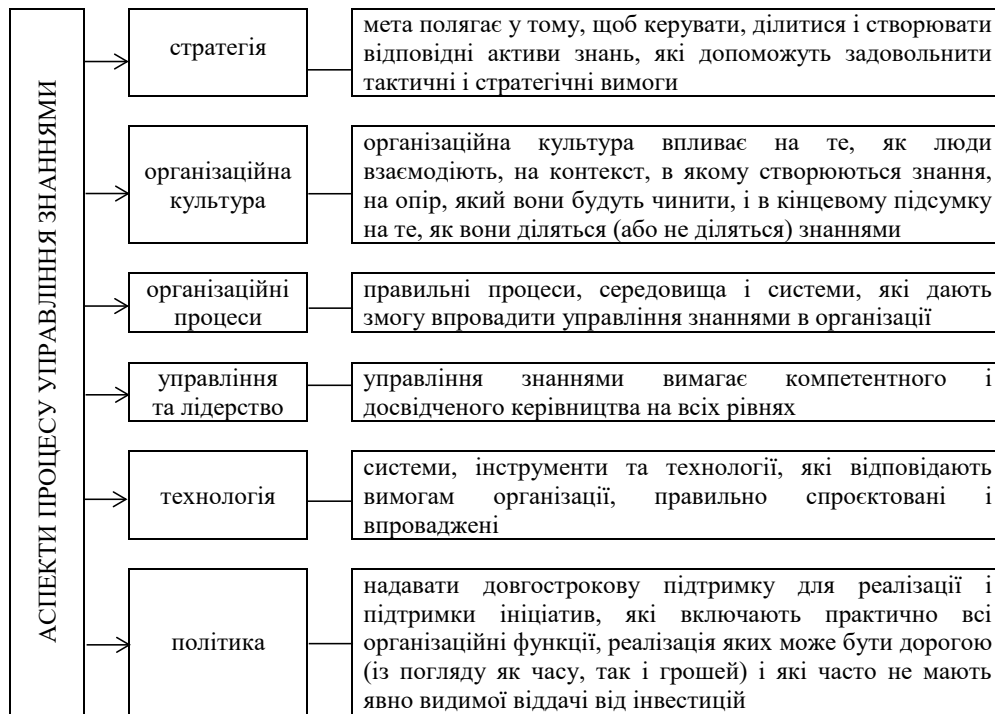 АСПЕКТИ ПРОЦЕСУ УПРАВЛІННЯ ЗНАННЯМИ
стратегія
мета полягає у тому, щоб керувати, ділитися і створювати
відповідні активи знань, які допоможуть задовольнити
тактичні і стратегічні вимоги
організаційна
культура
організаційна культура впливає на те, як люди
взаємодіють, на контекст, в якому створюються знання,
на опір, який вони будуть чинити, і в кінцевому підсумку
на те, як вони діляться (або не діляться) знаннями
організаційні
процеси
правильні процеси, середовища і системи, які дають
змогу впровадити управління знаннями в організації
управління
та лідерство
управління знаннями вимагає компетентного і
досвідченого керівництва на всіх рівнях
технологія
системи, інструменти та технології, які відповідають
вимогам організації, правильно спроєктовані і
впроваджені
політика
надавати довгострокову підтримку для реалізації і
підтримки ініціатив, які включають практично всі
організаційні функції, реалізація яких може бути дорогою
(із погляду як часу, так і грошей) і які часто не мають
явно видимої віддачі від інвестицій